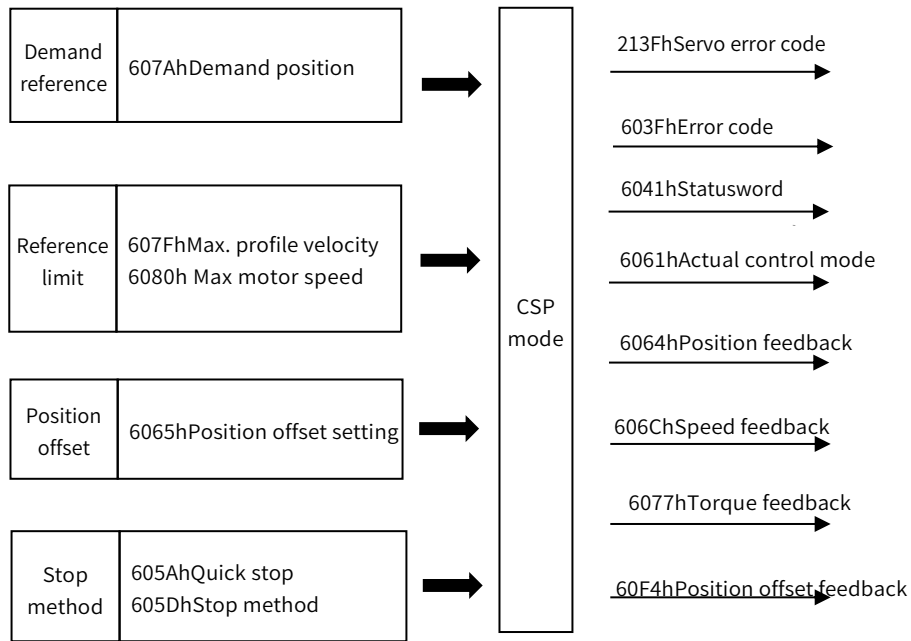 Demand
reference
607AhDemand position
Reference
limit
607FhMax. profile velocity
6080h Max motor speed
Position
offset
6065hPosition offset setting
Stop
method
605AhQuick stop
605DhStop method
CSP
mode
213FhServo error code
603FhError code
6041hStatusword
6061hActual control mode
6064hPosition feedback
606ChSpeed feedback
6077hTorque feedback
60F4hPosition offset feedback